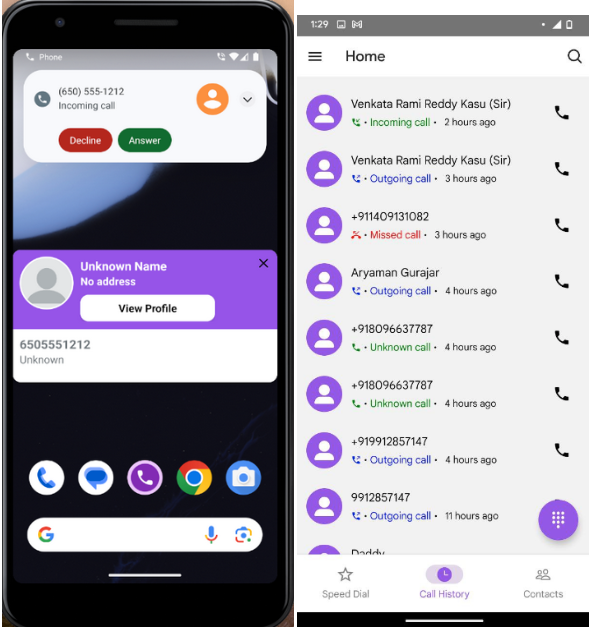 Phone
(650) 555-1212
Incoming call
Decline
Answer
Unknown Name
No address
View Profile
6505551212
Unknown
1:29
Home
Venkata Rami Reddy Kasu (Sir)
• Incoming call • 2 hours ago
Venkata Rami Reddy Kasu (Sir)
• Outgoing call • 3 hours ago
+911409131082
• Missed call • 3 hours ago
Aryaman Gurajar
• Outgoing call • 4 hours ago
+918096637787
• Unknown call • 4 hours ago
+918096637787
• Unknown call • 4 hours ago
+919912857147
• Outgoing call • 4 hours ago
9912857147
• Outgoing call • 11 hours ago
Daddy
Speed Dial
Call History
Contacts